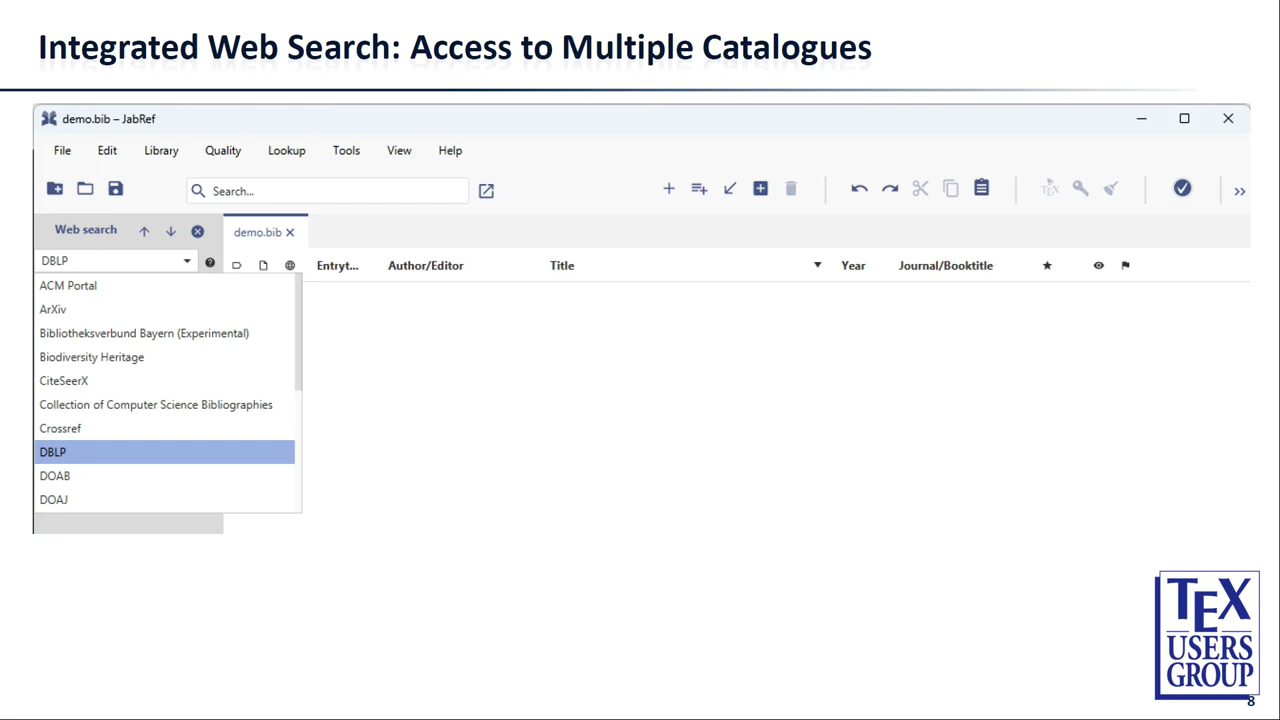 Integrated Web Search: Access to Multiple Catalogues
demo.bib – JabRef
File Edit Library Quality Lookup Tools View Help
Search...
TEX
Web search
demo.bib
DBLP
Entryt... Author/Editor Title Year Journal/Booktitle
ACM Portal
ArXiv
Bibliotheksverbund Bayern (Experimental)
Biodiversity Heritage
CiteSeerX
Collection of Computer Science Bibliographies
Crossref
DBLP
DOAB
DOAJ
TEX
USERS
GROUP
8